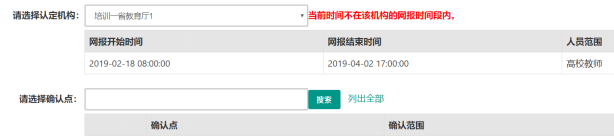 请选择认定机构： 培训一省教育厅1 当前时间不在该机构的网报时间段内。
网报开始时间 网报结束时间 人员范围
2019-02-18 08:00:00 2019-04-02 17:00:00 高校教师
请选择确认点： 搜索 列出全部
确认点 确认范围